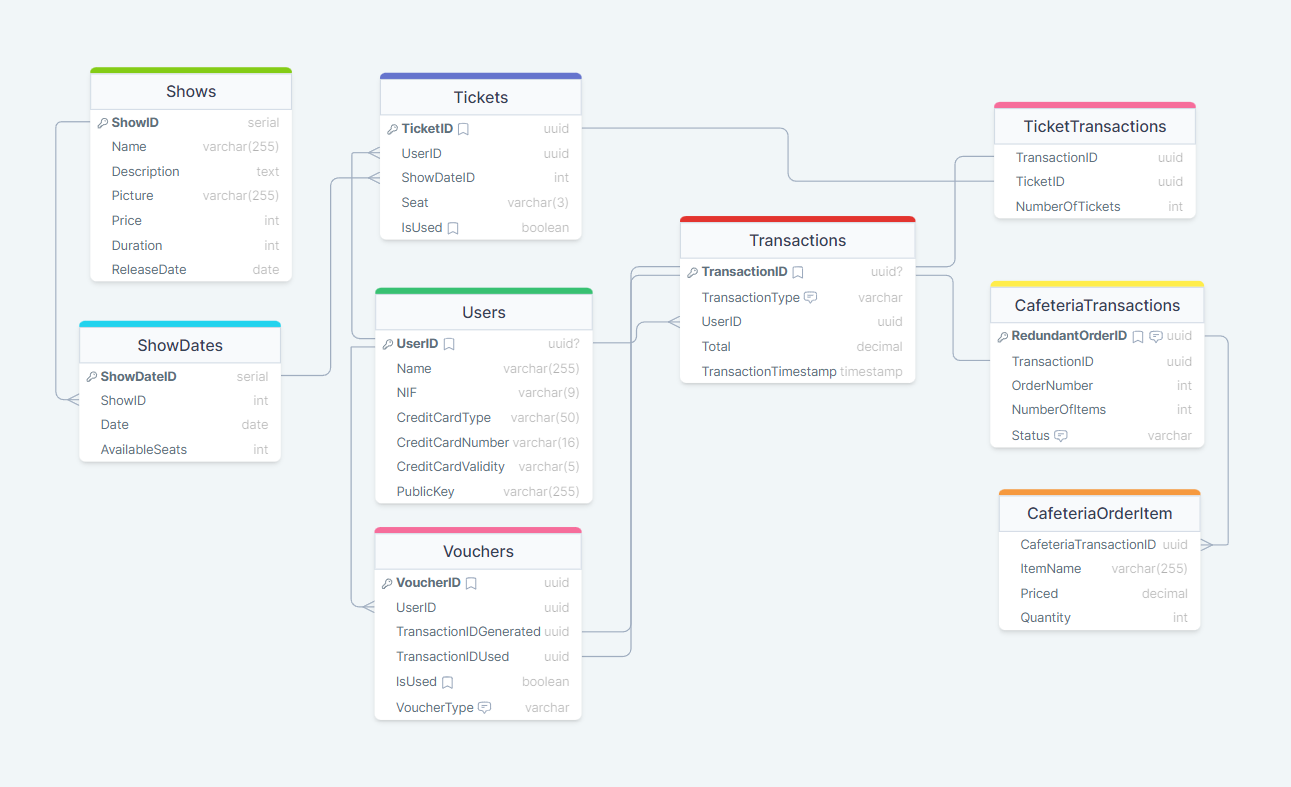 Shows
ShowID serial
Name varchar(255)
Description text
Picture varchar(255)
Price int
Duration int
ReleaseDate date
ShowDates
ShowDateID serial
ShowID int
Date date
AvailableSeats int
Tickets
TicketID uuid
UserID uuid
ShowDateID int
Seat varchar(3)
IsUsed boolean
Users
UserID uuid?
Name varchar(255)
NIF varchar(9)
CreditCardType varchar(50)
CreditCardNumber varchar(16)
CreditCardValidity varchar(5)
PublicKey varchar(255)
Vouchers
VoucherID uuid
UserID uuid
TransactionIDGenerated uuid
TransactionIDUsed uuid
IsUsed boolean
VoucherType varchar
Transactions
TransactionID uuid?
TransactionType varchar
UserID uuid
Total decimal
TransactionTimestamp timestamp
TicketTransactions
TransactionID uuid
TicketID uuid
NumberOfTickets int
CafeteriaTransactions
RedundantOrderID uuid
TransactionID uuid
OrderNumber int
NumberOfItems int
Status varchar
CafeteriaOrderItem
CafeteriaTransactionID uuid
ItemName varchar(255)
Priced decimal
Quantity int